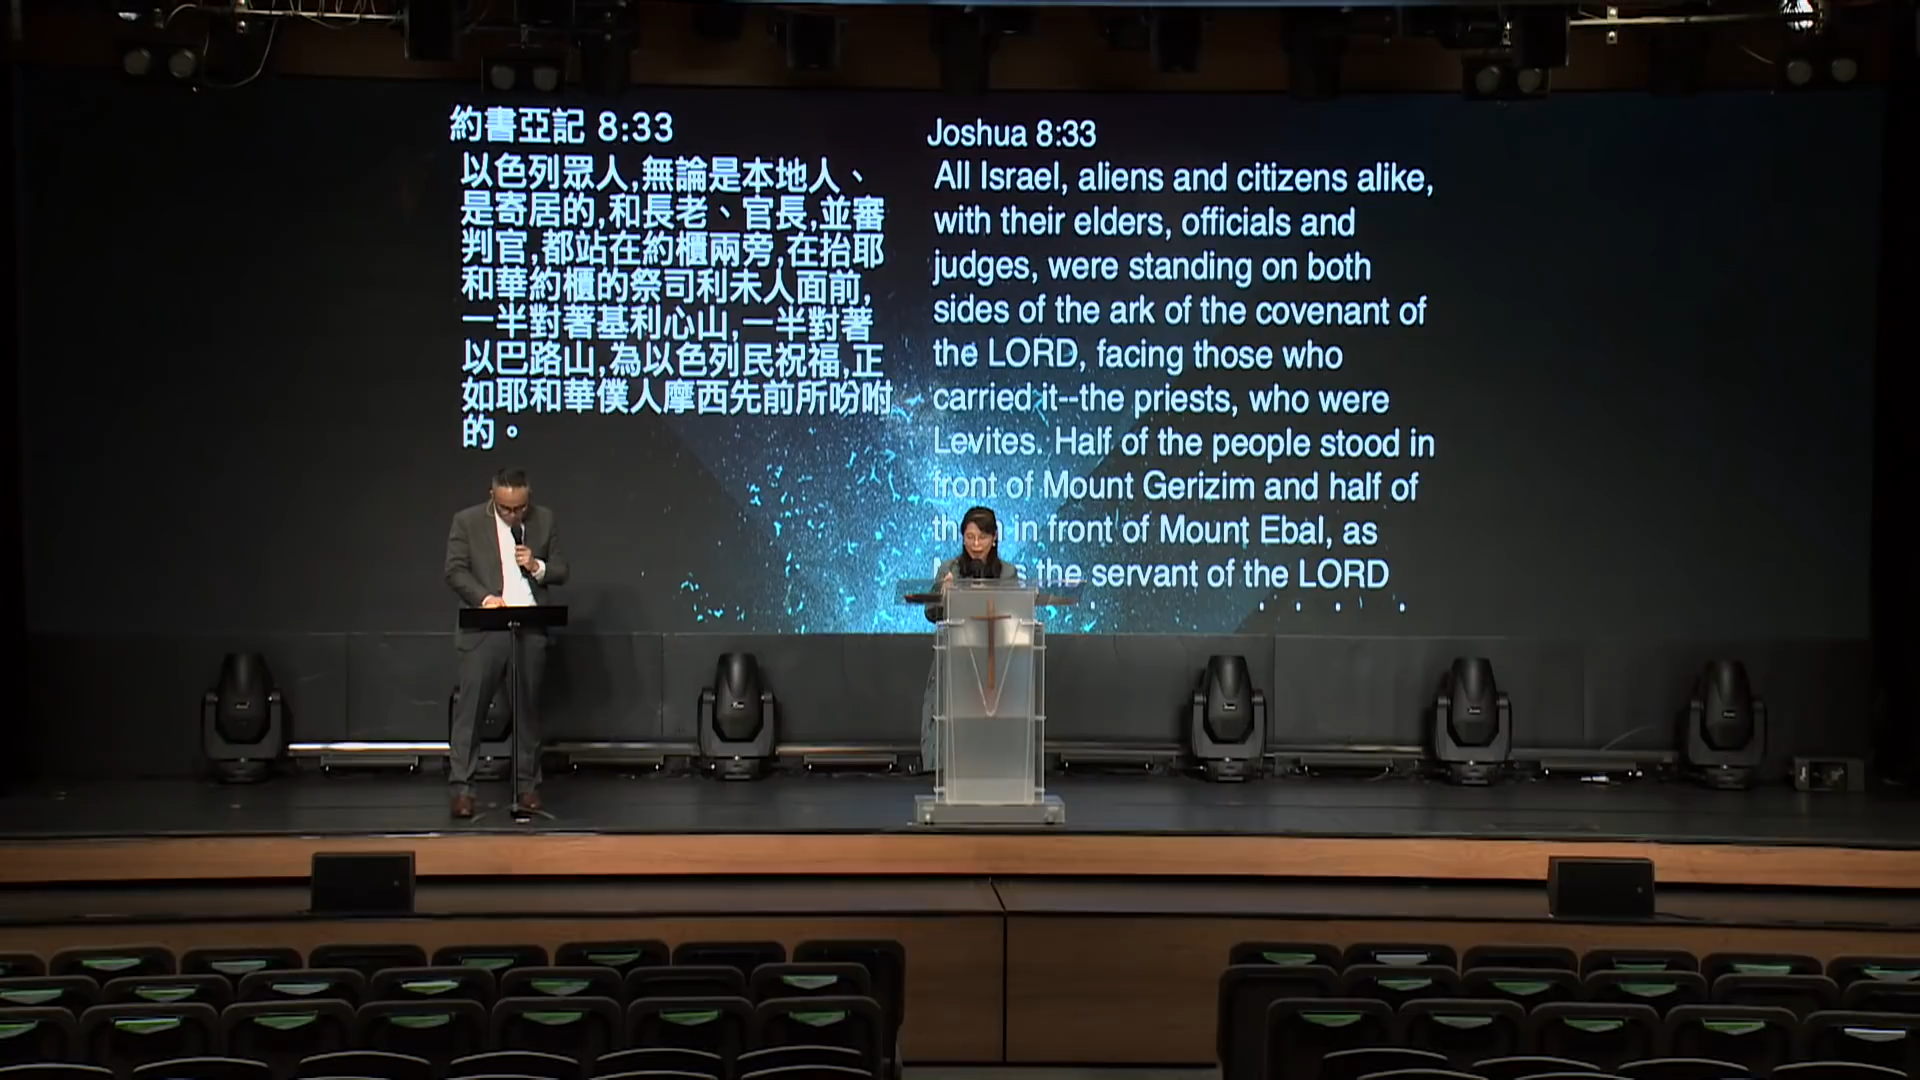 約書亞記 8:33
以色列眾人,無論是本地人、
是寄居的,和長老、官長,並審
判官,都站在約櫃兩旁,在抬耶
和華約櫃的祭司利未人面前,
一半對著基利心山,一半對著
以巴路山,為以色列民祝福,正
如耶和華僕人摩西先前所吩咐
的。
Joshua 8:33
All Israel, aliens and citizens alike,
with their elders, officials and
judges, were standing on both
sides of the ark of the covenant of
the LORD, facing those who
carried it--the priests, who were
Levites. Half of the people stood in
front of Mount Gerizim and half of
in front of Mount Ebal, as
the servant of the LORD